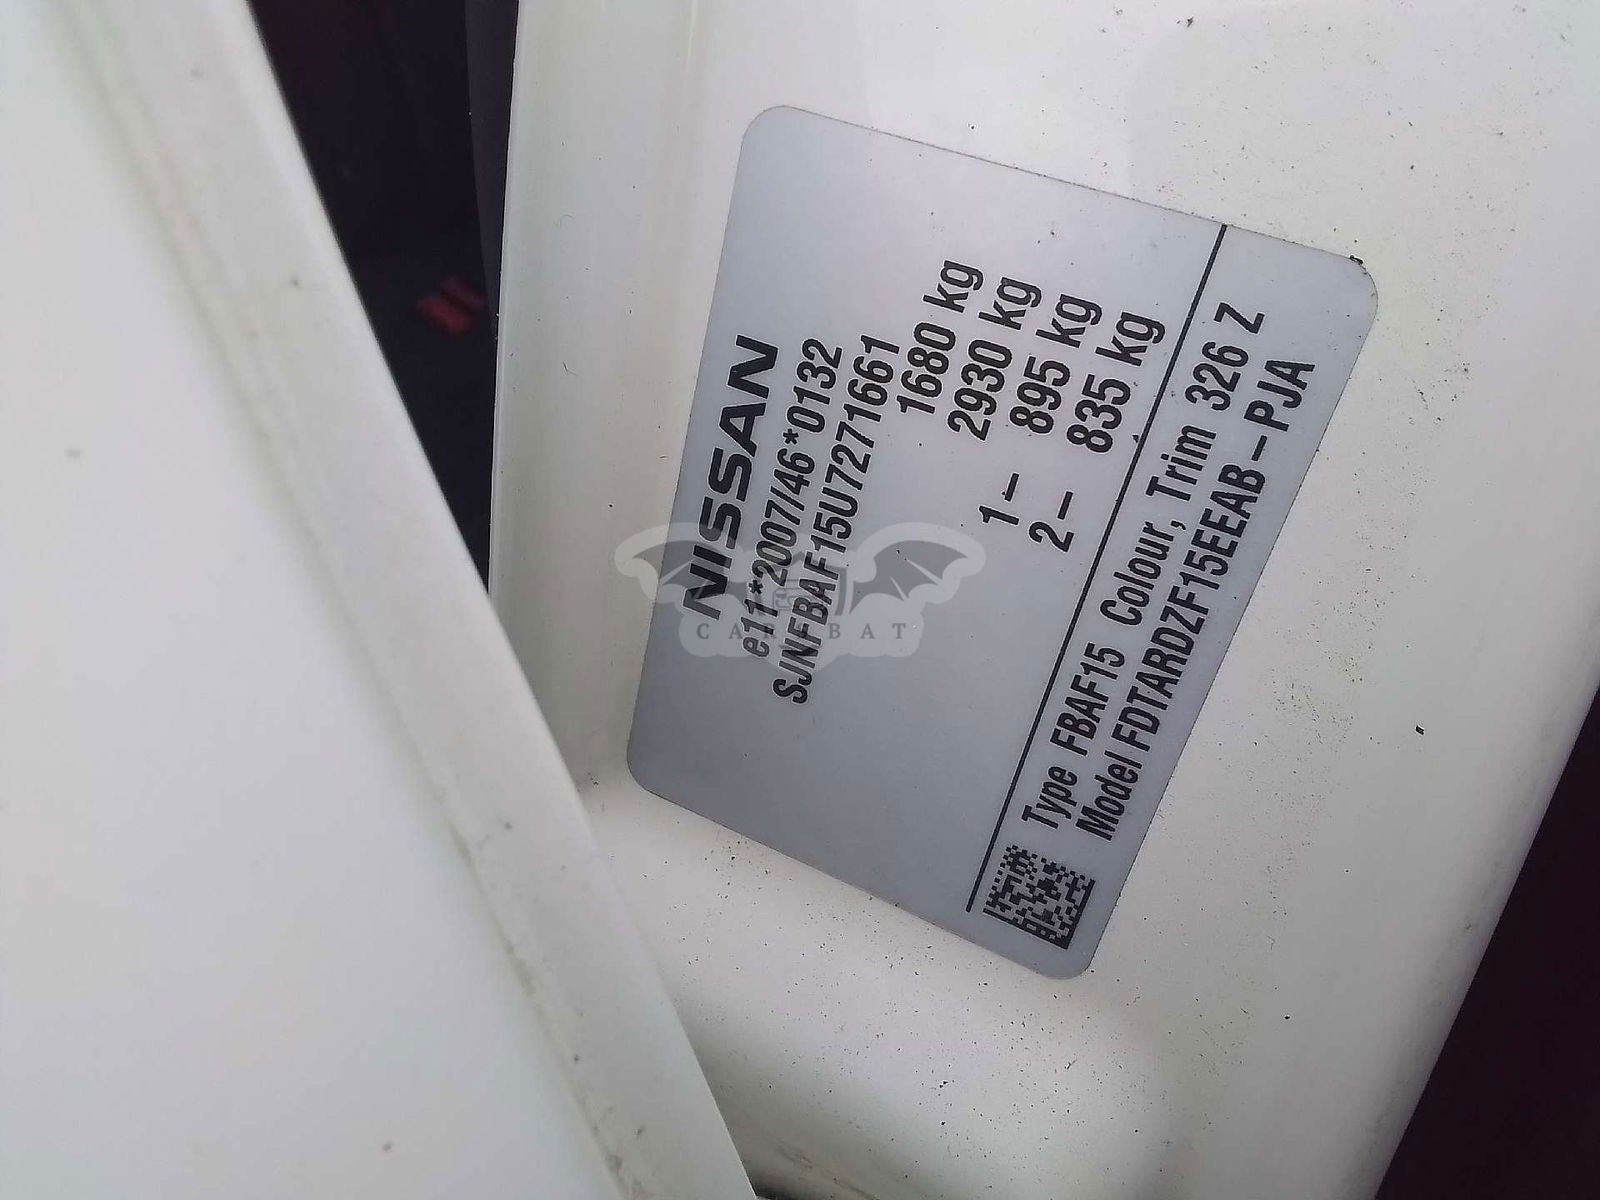 NISSAN
e11*2007/46*0132
SJNFBAF15U7271661
1680 kg
2930 kg
1- 895 kg
2- 835 kg
Type FBAF15 Colour, Trim 326 Z
Model FDTARDZF15EEAB-PJA
CARSBAT